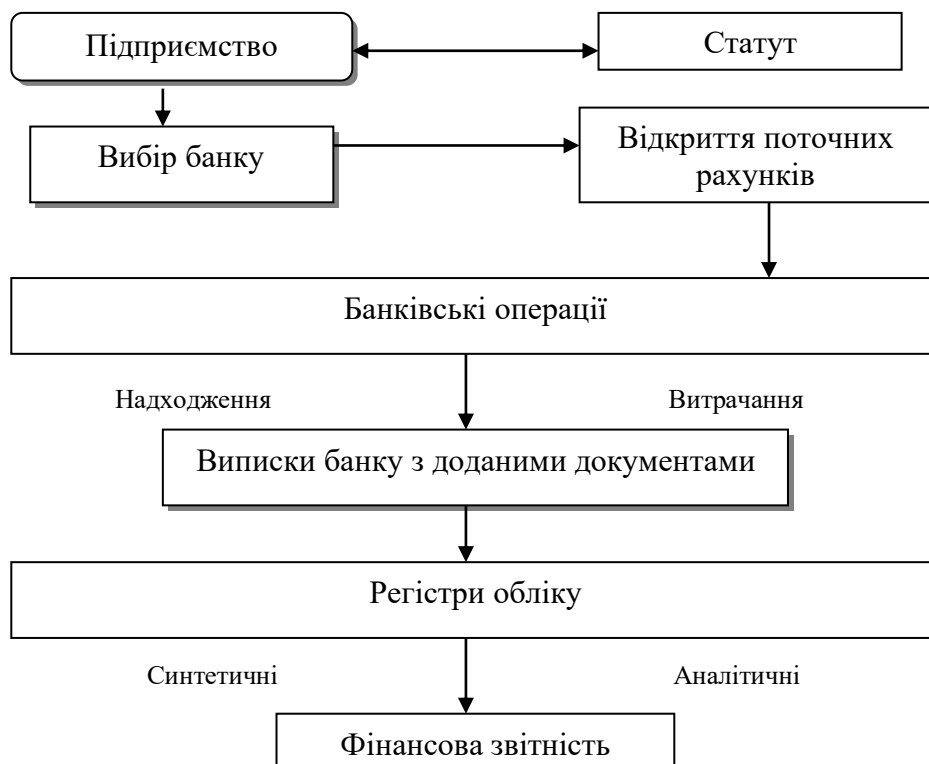 Підприємство
Статут
Вибір банку
Відкриття поточних
рахунків
Банківські операції
Надходження
Витрачання
Виписки банку з доданими документами
Регістри обліку
Синтетичні
Аналітичні
Фінансова звітність